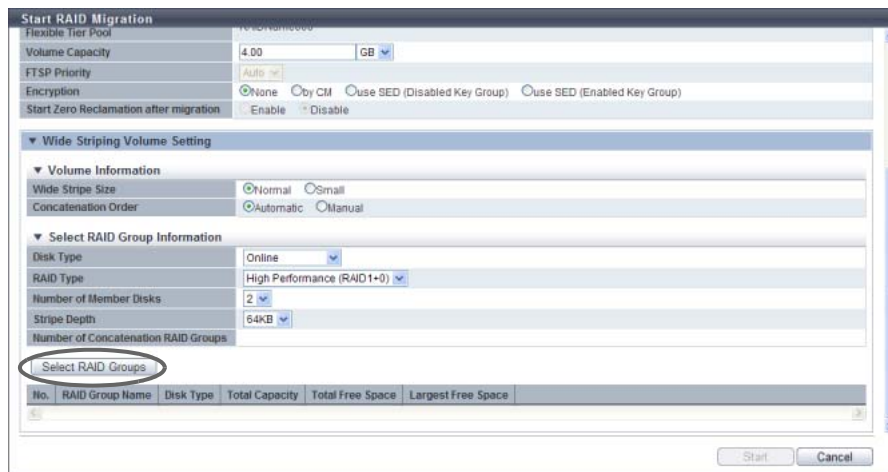 Start RAID Migration
Flexible Tier Pool
Volume Capacity 4.00 GB
FTSP Priority Auto
Encryption None by CM use SED (Disabled Key Group) use SED (Enabled Key Group)
Start Zero Reclamation after migration Enable Disable
Wide Striping Volume Setting
Volume Information
Wide Stripe Size Normal Small
Concatenation Order Automatic Manual
Select RAID Group Information
Disk Type Online
RAID Type High Performance (RAID1+0)
Number of Member Disks 2
Stripe Depth 64KB
Number of Concatenation RAID Groups
Select RAID Groups
No. RAID Group Name Disk Type Total Capacity Total Free Space Largest Free Space
Start Cancel